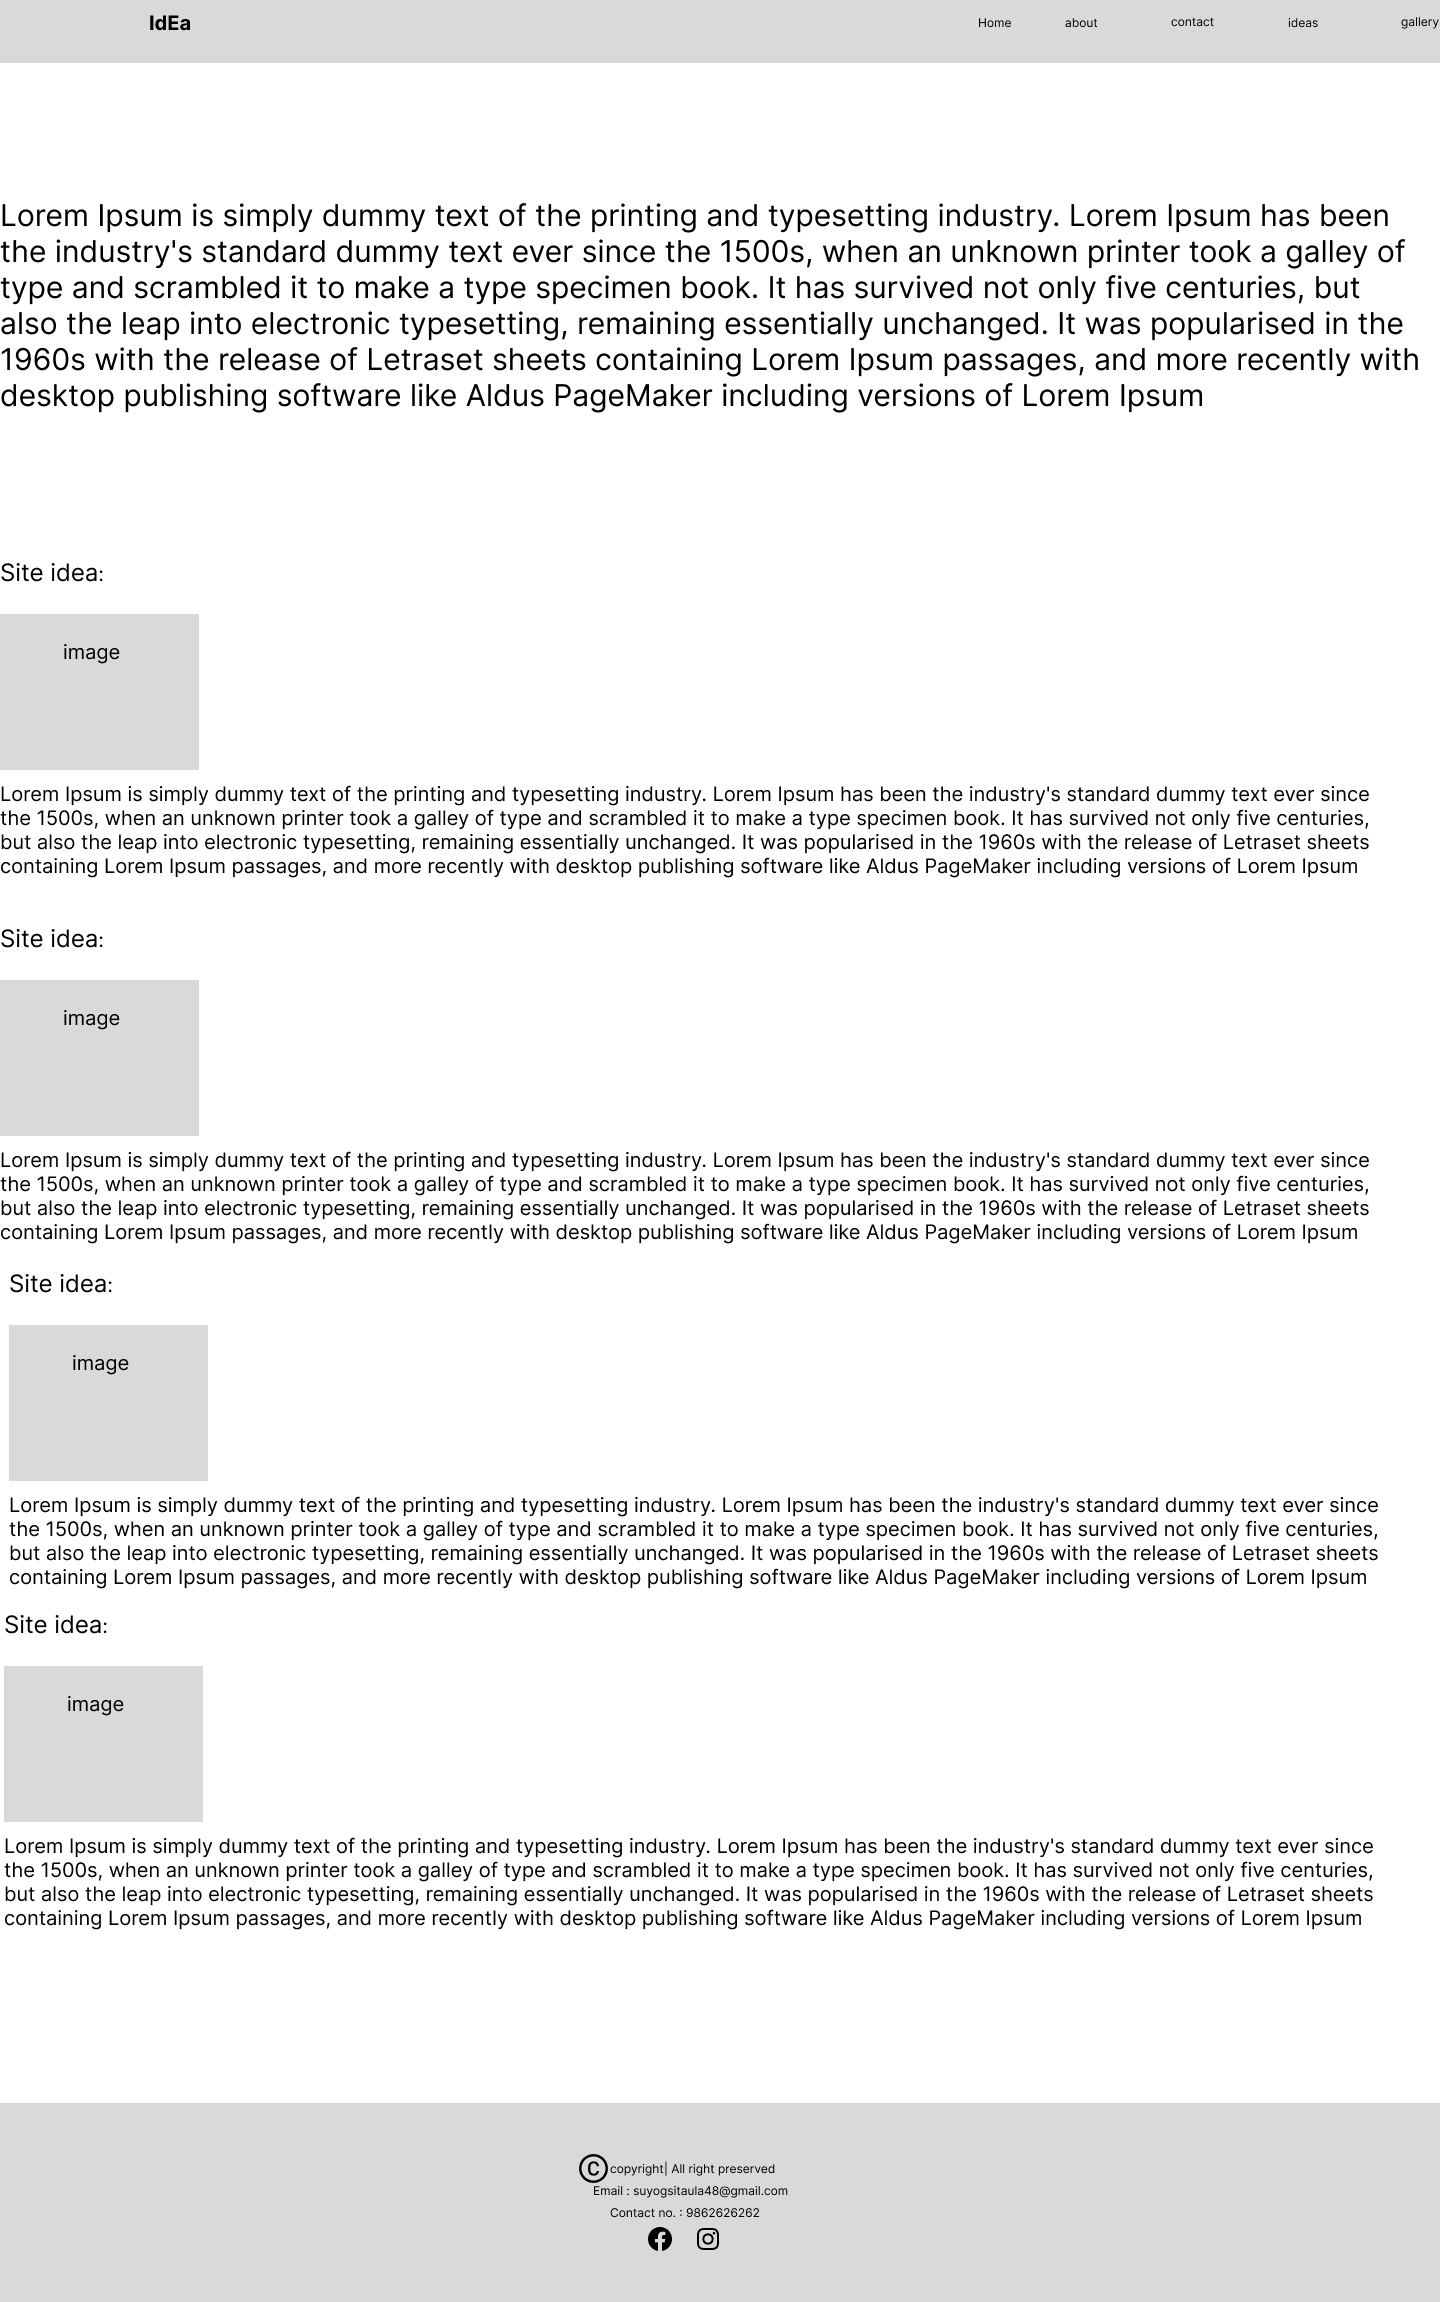 IdEa Home about contact ideas gallery
Lorem Ipsum is simply dummy text of the printing and typesetting industry. Lorem Ipsum has been
the industry's standard dummy text ever since the 1500s, when an unknown printer took a galley of
type and scrambled it to make a type specimen book. It has survived not only five centuries, but
also the leap into electronic typesetting, remaining essentially unchanged. It was popularised in the
1960s with the release of Letraset sheets containing Lorem Ipsum passages, and more recently with
desktop publishing software like Aldus PageMaker including versions of Lorem Ipsum
Site idea:
image
Lorem Ipsum is simply dummy text of the printing and typesetting industry. Lorem Ipsum has been the industry's standard dummy text ever since
the 1500s, when an unknown printer took a galley of type and scrambled it to make a type specimen book. It has survived not only five centuries,
but also the leap into electronic typesetting, remaining essentially unchanged. It was popularised in the 1960s with the release of Letraset sheets
containing Lorem Ipsum passages, and more recently with desktop publishing software like Aldus PageMaker including versions of Lorem Ipsum
Site idea:
image
Lorem Ipsum is simply dummy text of the printing and typesetting industry. Lorem Ipsum has been the industry's standard dummy text ever since
the 1500s, when an unknown printer took a galley of type and scrambled it to make a type specimen book. It has survived not only five centuries,
but also the leap into electronic typesetting, remaining essentially unchanged. It was popularised in the 1960s with the release of Letraset sheets
containing Lorem Ipsum passages, and more recently with desktop publishing software like Aldus PageMaker including versions of Lorem Ipsum
Site idea:
image
Lorem Ipsum is simply dummy text of the printing and typesetting industry. Lorem Ipsum has been the industry's standard dummy text ever since
the 1500s, when an unknown printer took a galley of type and scrambled it to make a type specimen book. It has survived not only five centuries,
but also the leap into electronic typesetting, remaining essentially unchanged. It was popularised in the 1960s with the release of Letraset sheets
containing Lorem Ipsum passages, and more recently with desktop publishing software like Aldus PageMaker including versions of Lorem Ipsum
Site idea:
image
Lorem Ipsum is simply dummy text of the printing and typesetting industry. Lorem Ipsum has been the industry's standard dummy text ever since
the 1500s, when an unknown printer took a galley of type and scrambled it to make a type specimen book. It has survived not only five centuries,
but also the leap into electronic typesetting, remaining essentially unchanged. It was popularised in the 1960s with the release of Letraset sheets
containing Lorem Ipsum passages, and more recently with desktop publishing software like Aldus PageMaker including versions of Lorem Ipsum
© copyright| All right preserved
Email : suyogsitaula48@gmail.com
Contact no. : 9862626262